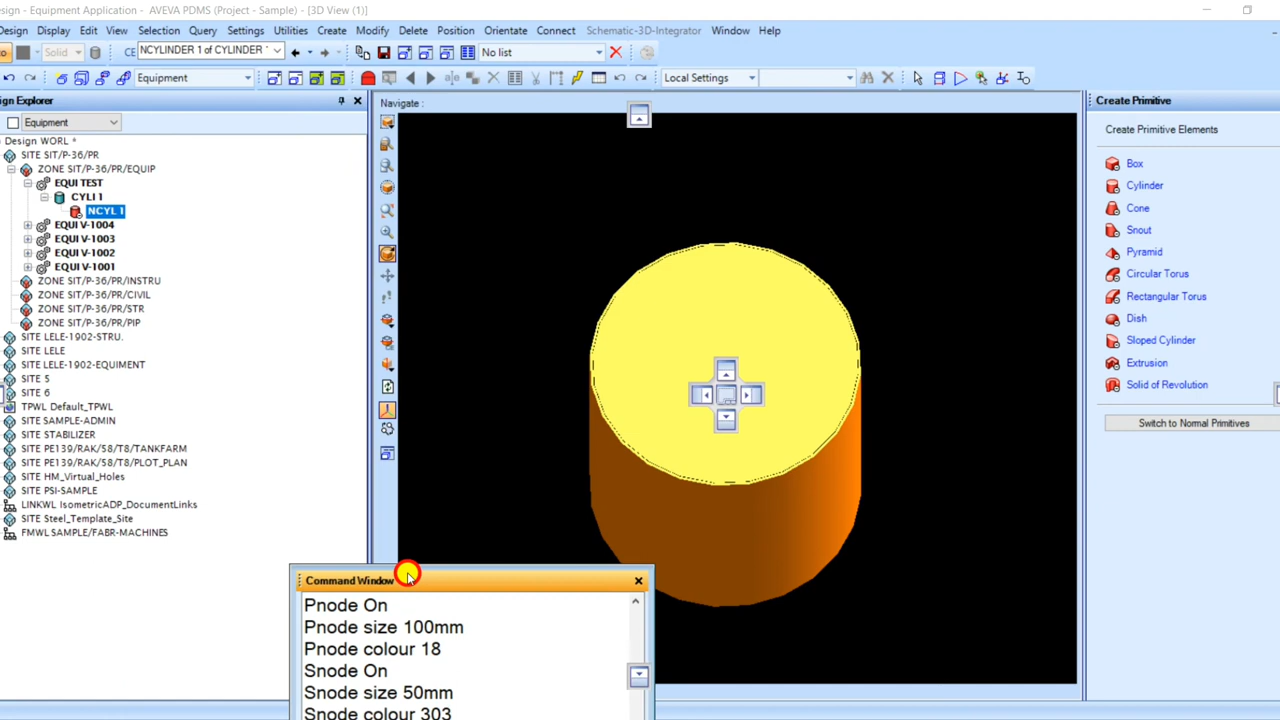 esign - Equipment Application - AVEVA PDMS (Project - Sample) - [3D View (1)]
Design Display Edit View Selection Query Settings Utilities Create Modify Delete Position Orientate Connect Schematic-3D-Integrator Window Help
Solid CE NCYLINDER 1 of CYLINDER No list
Equipment Local Settings
ign Explorer
Navigate :
Create Primitive
Equipment
Create Primitive Elements
Design WORL *
SITE SIT/P-36/PR
ZONE SIT/P-36/PR/EQUIP
EQUI TEST
CYLI 1
NCYL 1
EQUI V-1004
EQUI V-1003
EQUI V-1002
EQUI V-1001
ZONE SIT/P-36/PR/INSTRU
ZONE SIT/P-36/PR/CIVIL
ZONE SIT/P-36/PR/STR
ZONE SIT/P-36/PR/PIP
SITE LELE-1902-STRU.
SITE LELE
SITE LELE-1902-EQUIMENT
SITE 5
SITE 6
TPWL Default_TPWL
SITE SAMPLE-ADMIN
SITE STABILIZER
SITE PE139/RAK/58/T8/TANKFARM
SITE PE139/RAK/58/T8/PLOT_PLAN
SITE HM_Virtual_Holes
SITE PSI-SAMPLE
LINKWL IsometricADP_DocumentLinks
SITE Steel_Template_Site
FMWL SAMPLE/FABR-MACHINES
Box
Cylinder
Cone
Snout
Pyramid
Circular Torus
Rectangular Torus
Dish
Sloped Cylinder
Extrusion
Solid of Revolution
Switch to Normal Primitives
Command Window
Pnode On
Pnode size 100mm
Pnode colour 18
Snode On
Snode size 50mm
Snode colour 303